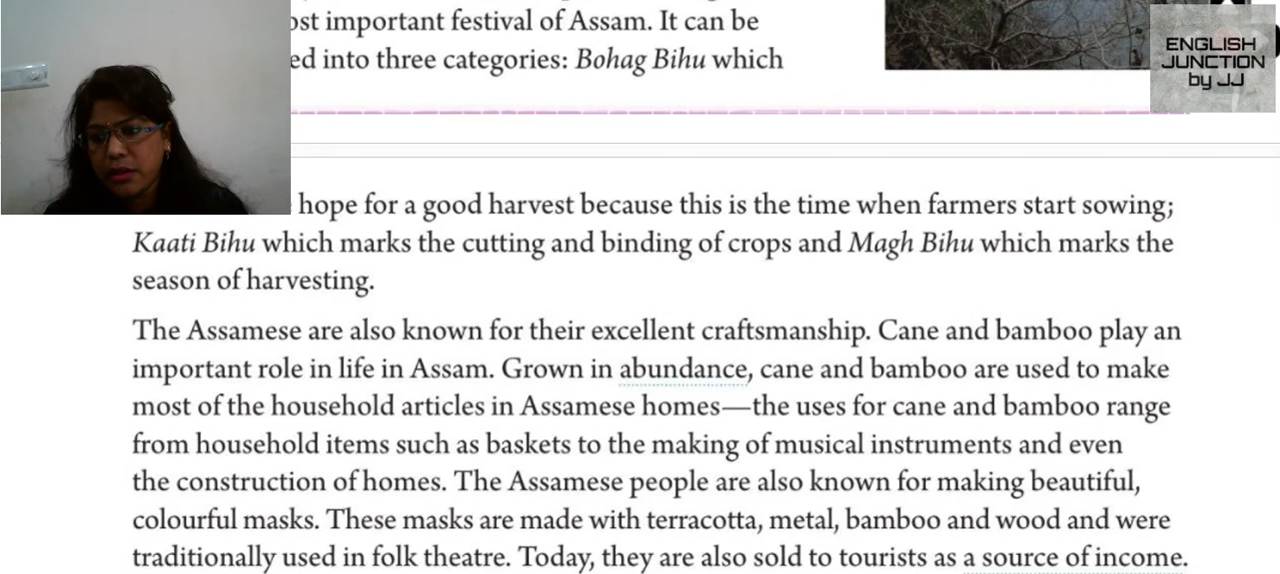 ost important festival of Assam. It can be
ed into three categories: Bohag Bihu which
ENGLISH
JUNCTION
by JJ
hope for a good harvest because this is the time when farmers start sowing;
Kaati Bihu which marks the cutting and binding of crops and Magh Bihu which marks the
season of harvesting.
The Assamese are also known for their excellent craftsmanship. Cane and bamboo play an
important role in life in Assam. Grown in abundance, cane and bamboo are used to make
most of the household articles in Assamese homes—the uses for cane and bamboo range
from household items such as baskets to the making of musical instruments and even
the construction of homes. The Assamese people are also known for making beautiful,
colourful masks. These masks are made with terracotta, metal, bamboo and wood and were
traditionally used in folk theatre. Today, they are also sold to tourists as a source of income.